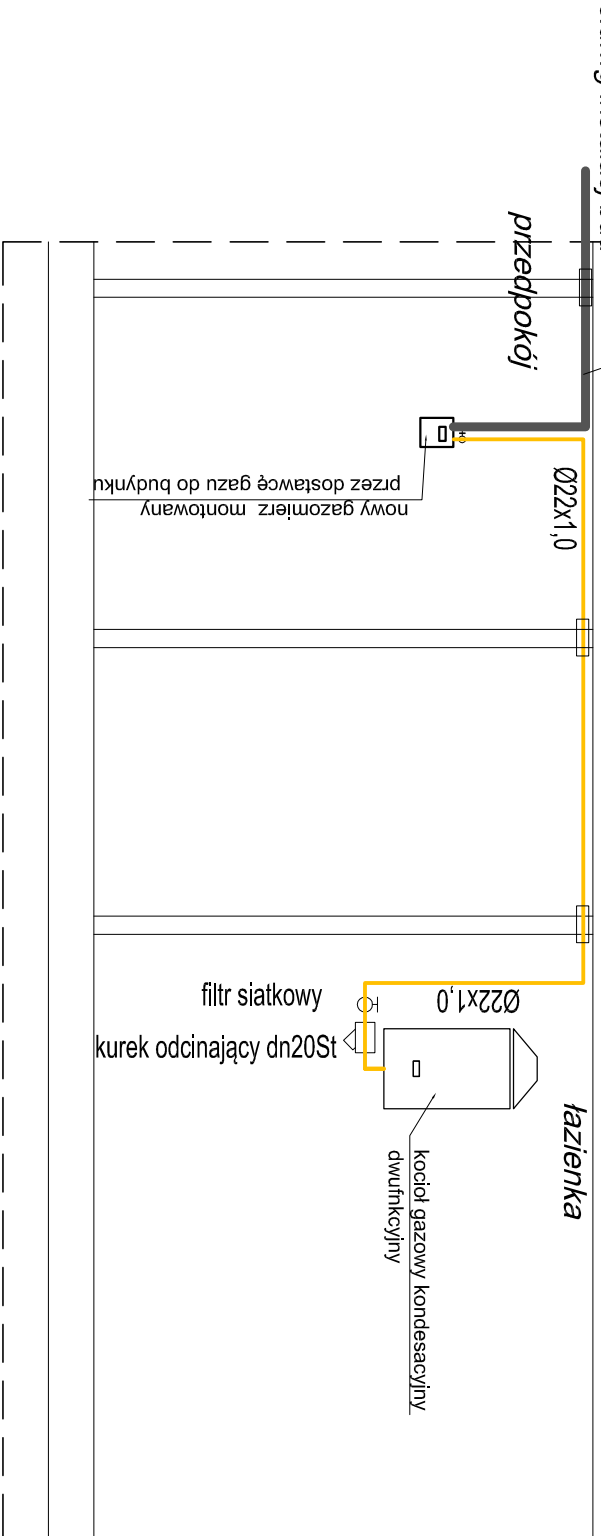 przedpokój
nowy gazomierz montowany
przez dostawcę gazu do budynku
Ø22x1,0
filtr siatkowy
Ø22x1,0
kurek odcinający dn20St
łazienka
kocioł gazowy kondesacyjny
dwufnkcyjny